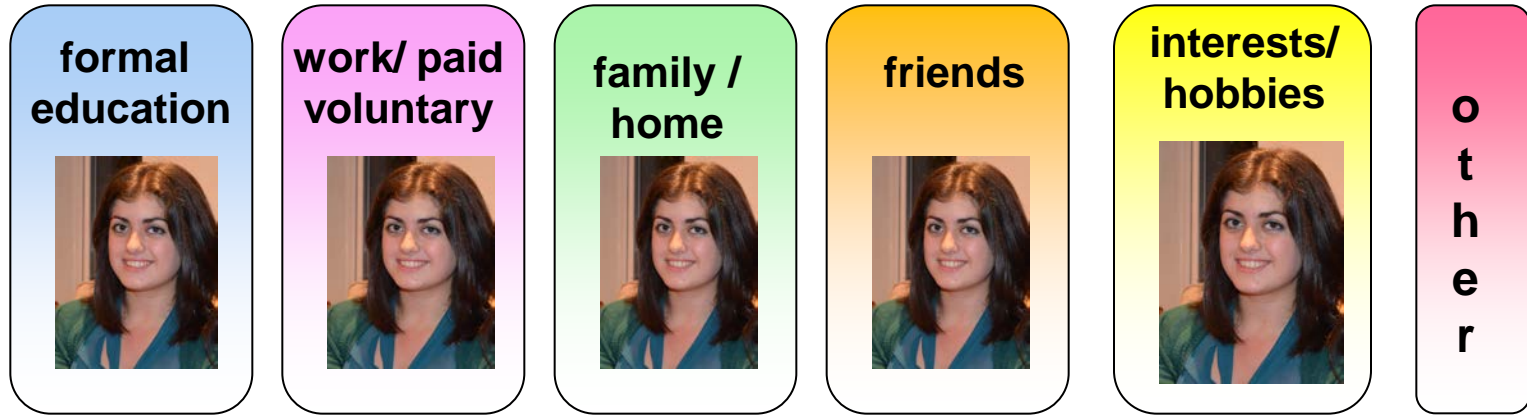 formal
education
work/ paid
voluntary
family /
home
friends
interests/
hobbies
o
t
h
e
r